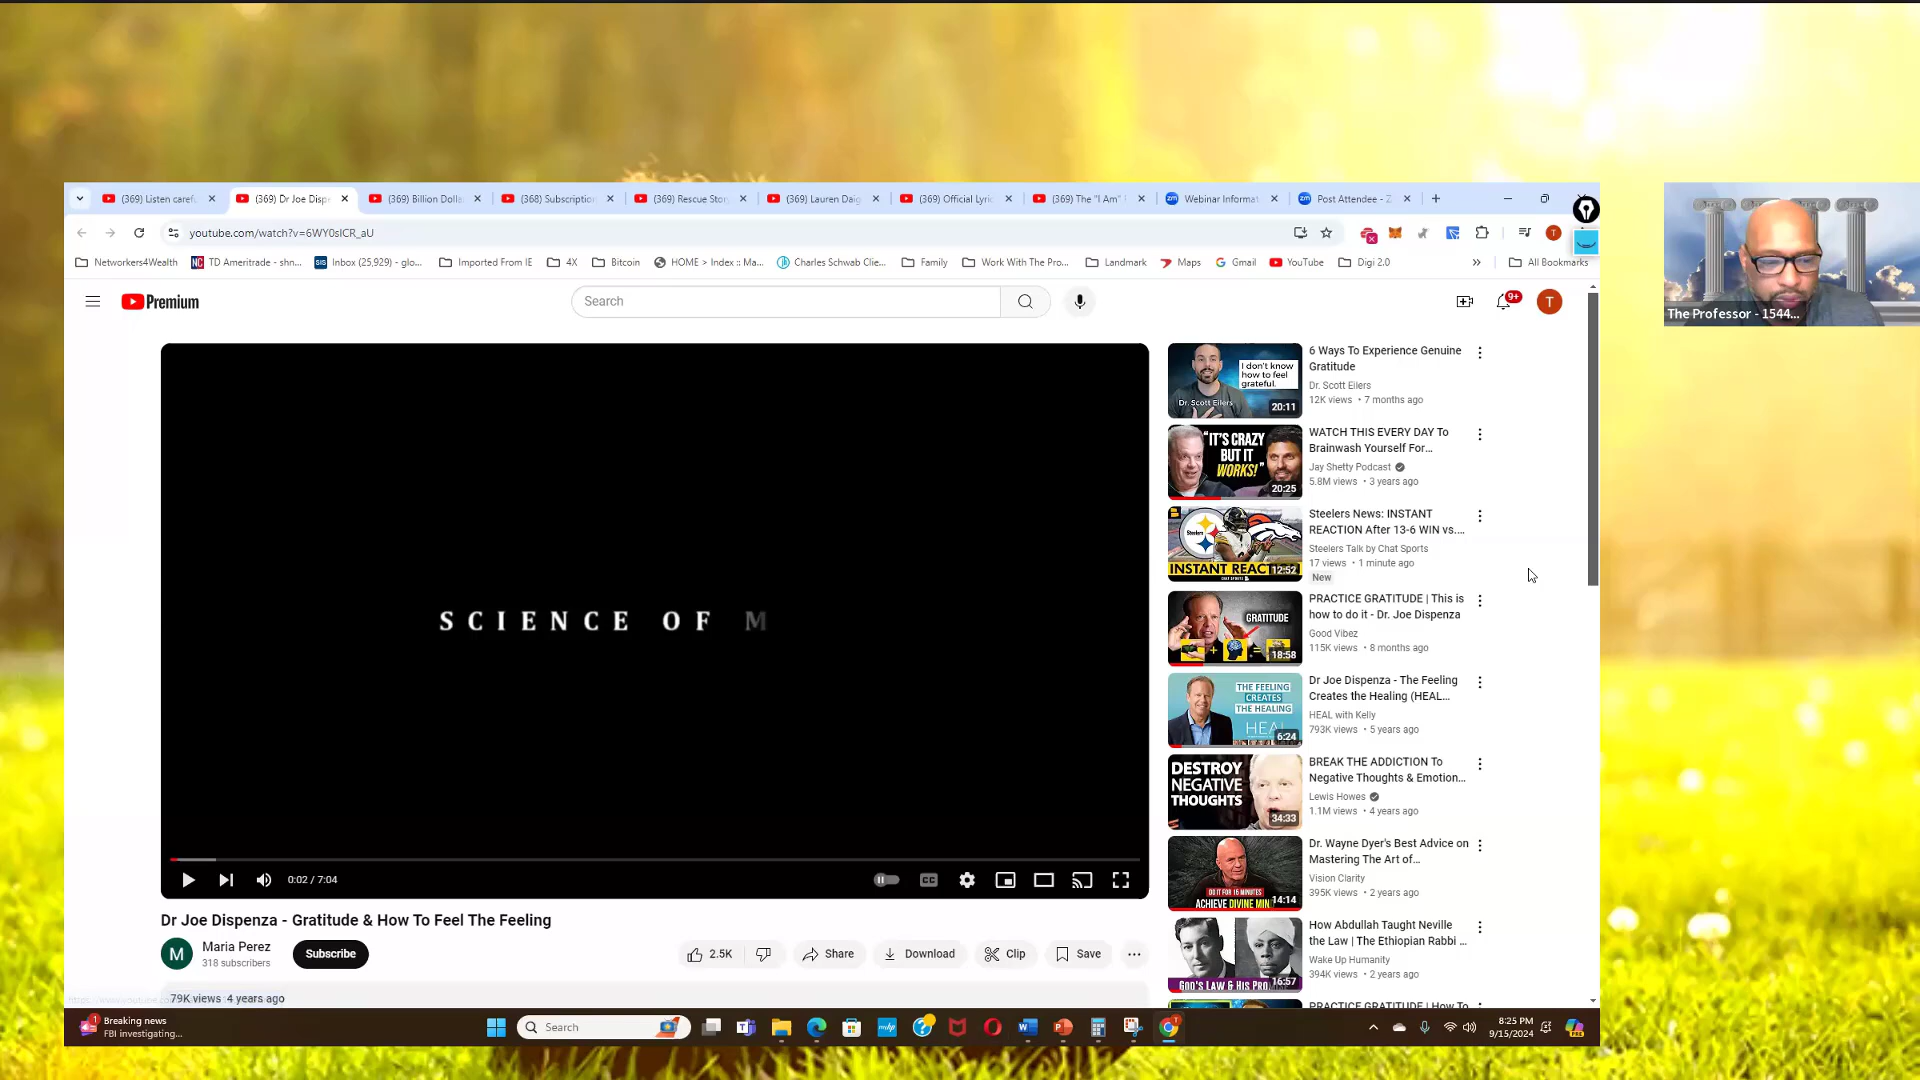 (369) Listen caref
(369) Dr Joe Disp
(369) Billion Dolla
(368) Subscription
(369) Rescue Stor
(369) Lauren Daig
(369) Official Lyric
(369) The "I Am"
Webinar Informat
Post Attendee - Z
youtube.com/watch?v=6WY0slCR_aU
Networkers4Wealth
TD Ameritrade - shn...
Inbox (25,929) - glo...
Imported From IE
4X
Bitcoin
HOME > Index :: Ma...
Charles Schwab Clie...
Family
Work With The Pro...
Landmark
Maps
Gmail
YouTube
Digi 2.0
All Bookmarks
Premium
Search
9+
T
The Professor - 1544...
SCIENCE OF M
0:02 / 7:04
Dr Joe Dispenza - Gratitude & How To Feel The Feeling
M
Maria Perez
318 subscribers
Subscribe
2.5K
Share
Download
Clip
Save
79K views 4 years ago
I don't know
how to feel
grateful.
Dr. Scott Eilers
20:11
6 Ways To Experience Genuine
Gratitude
Dr. Scott Eilers
12K views • 7 months ago
"IT'S CRAZY
BUT IT
WORKS!"
20:25
WATCH THIS EVERY DAY To
Brainwash Yourself For...
Jay Shetty Podcast
5.8M views • 3 years ago
Steelers
INSTANT REAC
12:52
Steelers News: INSTANT
REACTION After 13-6 WIN vs....
Steelers Talk by Chat Sports
17 views • 1 minute ago
New
GRATITUDE
18:58
PRACTICE GRATITUDE | This is
how to do it - Dr. Joe Dispenza
Good Vibez
115K views • 8 months ago
THE FEELING
CREATES
THE HEALING
HEAL
6:24
Dr Joe Dispenza - The Feeling
Creates the Healing (HEAL...
HEAL with Kelly
793K views • 5 years ago
DESTROY
NEGATIVE
THOUGHTS
34:33
BREAK THE ADDICTION To
Negative Thoughts & Emotion...
Lewis Howes
1.1M views • 4 years ago
DO IT FOR 16 MINUTES
ACHIEVE DIVINE MIN
14:14
Dr. Wayne Dyer's Best Advice on
Mastering The Art of...
Vision Clarity
395K views • 2 years ago
GOD'S LAW & HIS PRO
16:57
How Abdullah Taught Neville
the Law | The Ethiopian Rabbi ...
Wake Up Humanity
394K views • 2 years ago
PRACTICE GRATITUDE | How To
1
Breaking news
FBI investigating...
Search
8:25 PM
9/15/2024